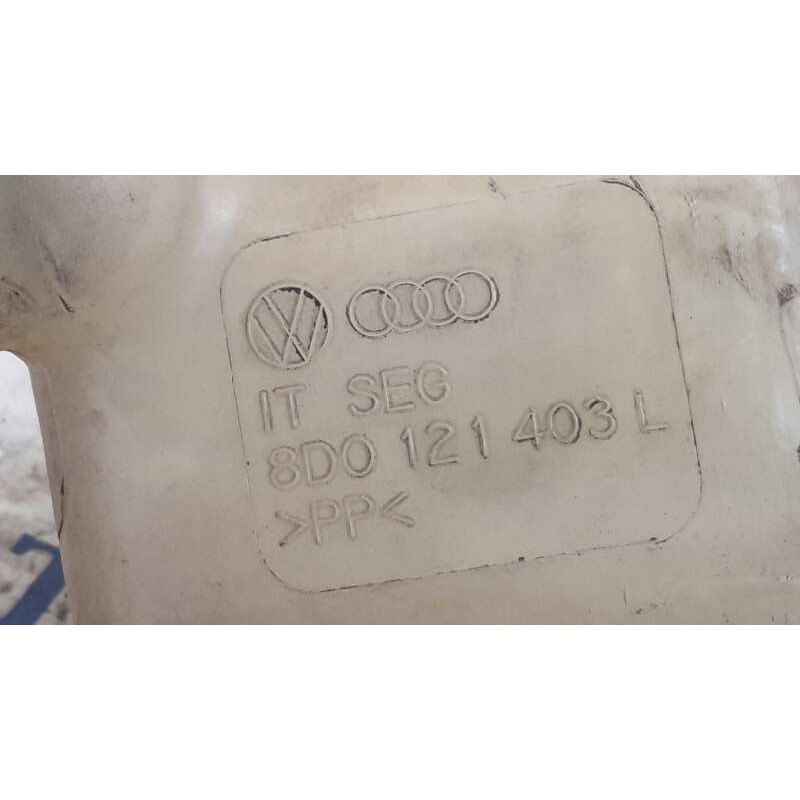 IT SEG
8D0 121 403 L
>PP<